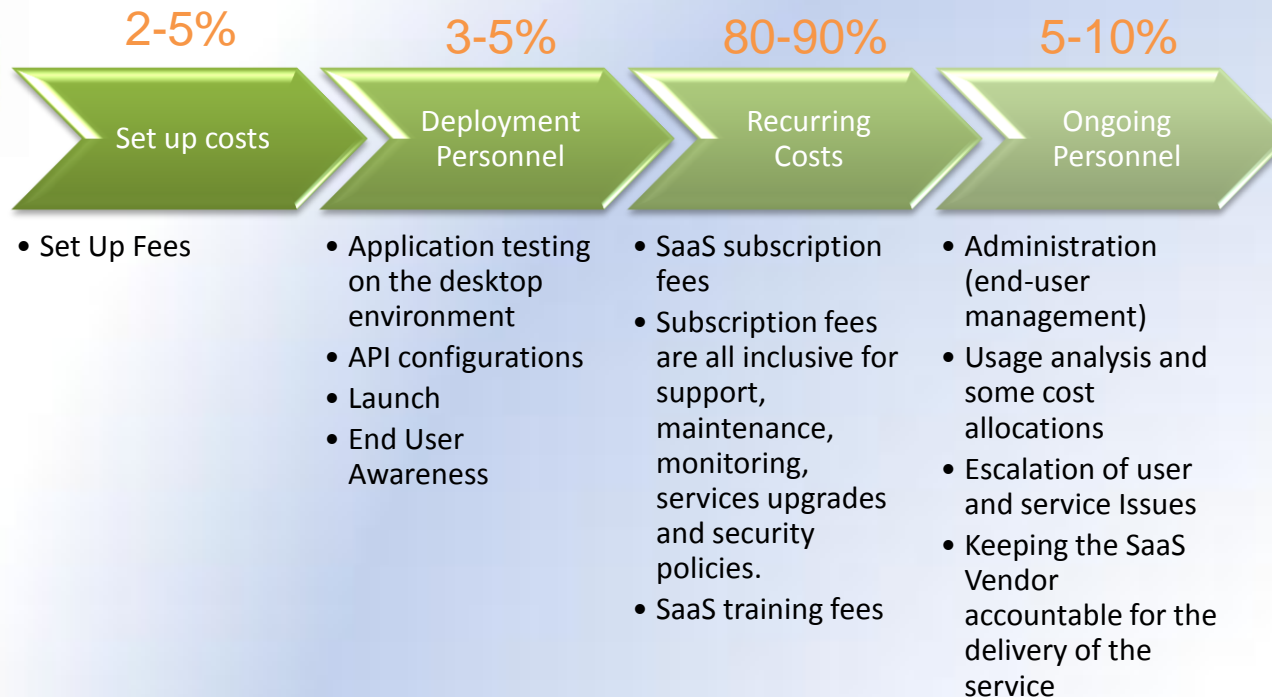 2-5%
3-5%
80-90%
5-10%
Set up costs
Deployment
Personnel
Recurring
Costs
Ongoing
Personnel
• Set Up Fees
• Application testing
on the desktop
environment
• API configurations
• Launch
• End User
Awareness
• SaaS subscription
fees
• Subscription fees
are all inclusive for
support,
maintenance,
monitoring,
services upgrades
and security
policies.
• SaaS training fees
• Administration
(end-user
management)
• Usage analysis and
some cost
allocations
• Escalation of user
and service Issues
• Keeping the SaaS
Vendor
accountable for the
delivery of the
service